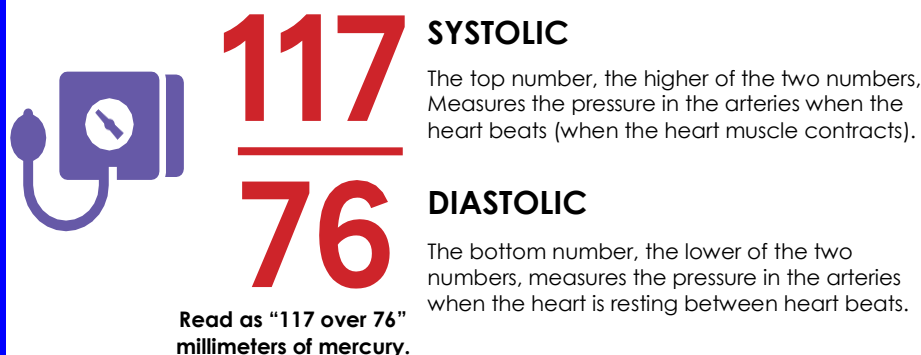 117
SYSTOLIC
The top number, the higher of the two numbers,
Measures the pressure in the arteries when the
heart beats (when the heart muscle contracts).
76
DIASTOLIC
The bottom number, the lower of the two
numbers, measures the pressure in the arteries
when the heart is resting between heart beats.
Read as “117 over 76”
millimeters of mercury.